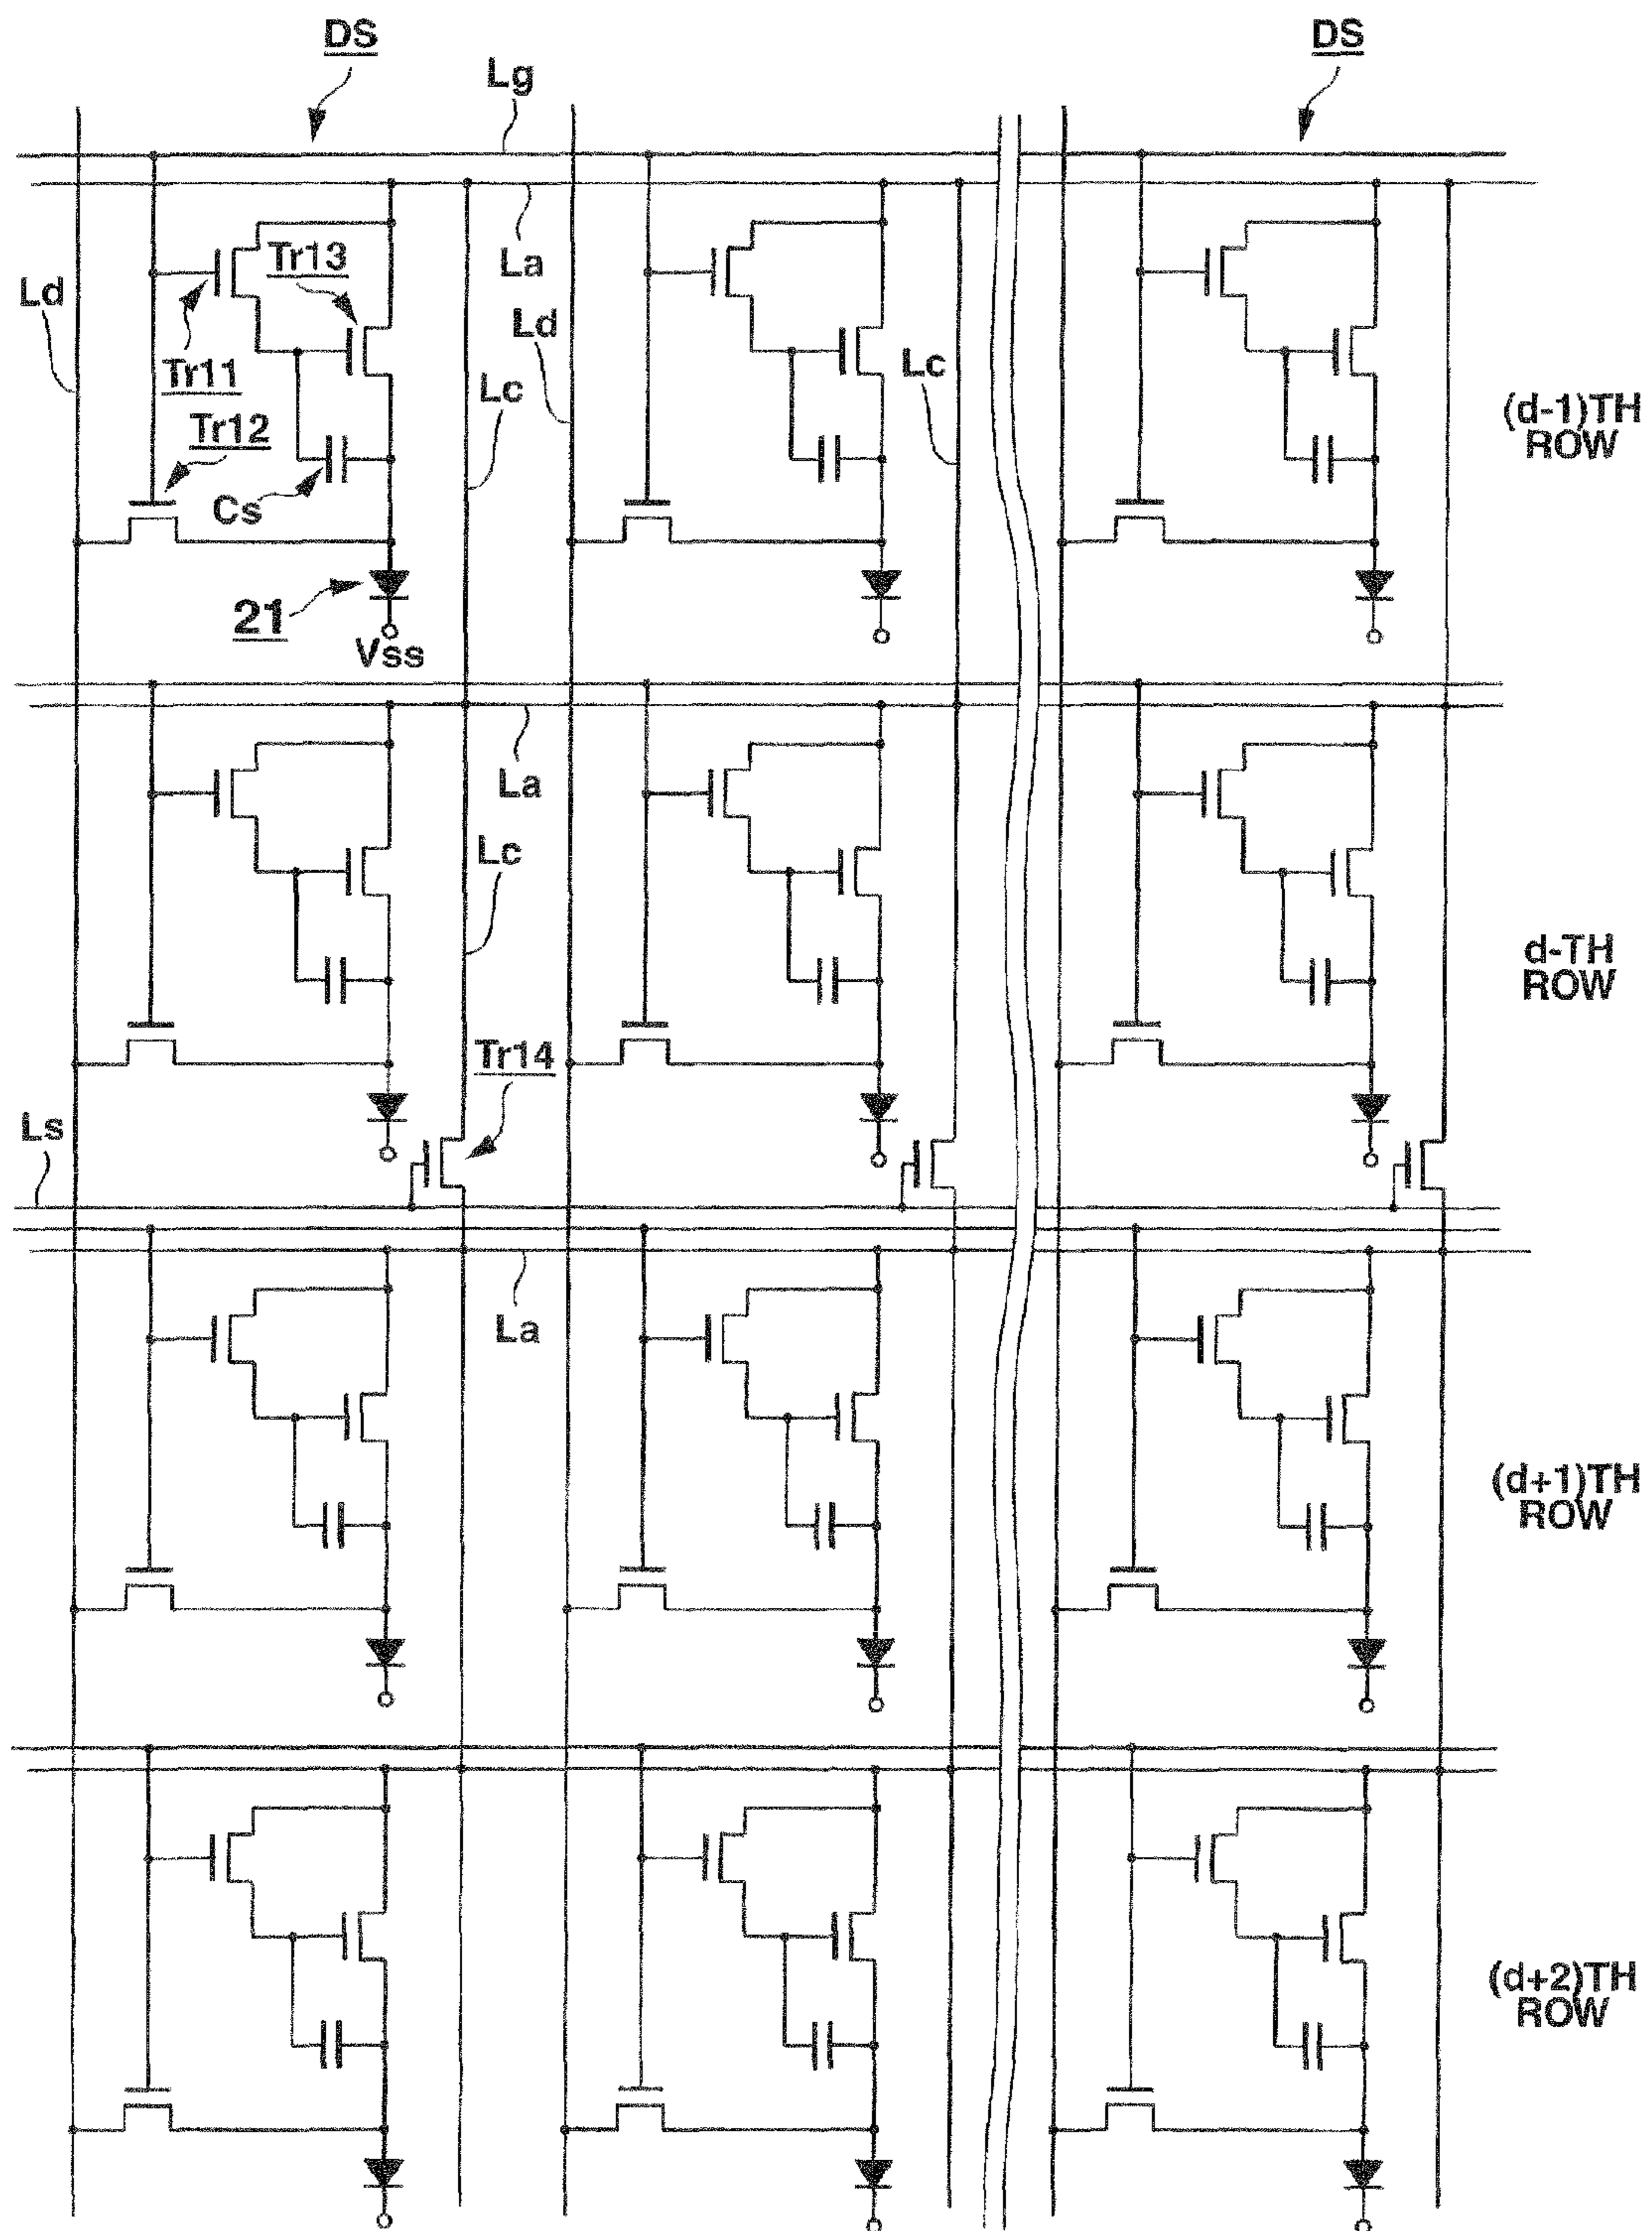 DS
DS
Lg
Tr13
La
Ld
Ld
Tr11
Lc
Lc
(d-1)TH
ROW
Tr12
Cs
21
Vss
La
Lc
d-TH
ROW
Tr14
Ls
La
(d+1)TH
ROW
(d+2)TH
ROW